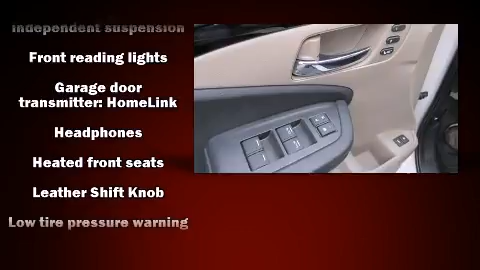 Independent suspension
Front reading lights
Garage door
transmitter: HomeLink
Headphones
Heated front seats
Leather Shift Knob
Low tire pressure warning